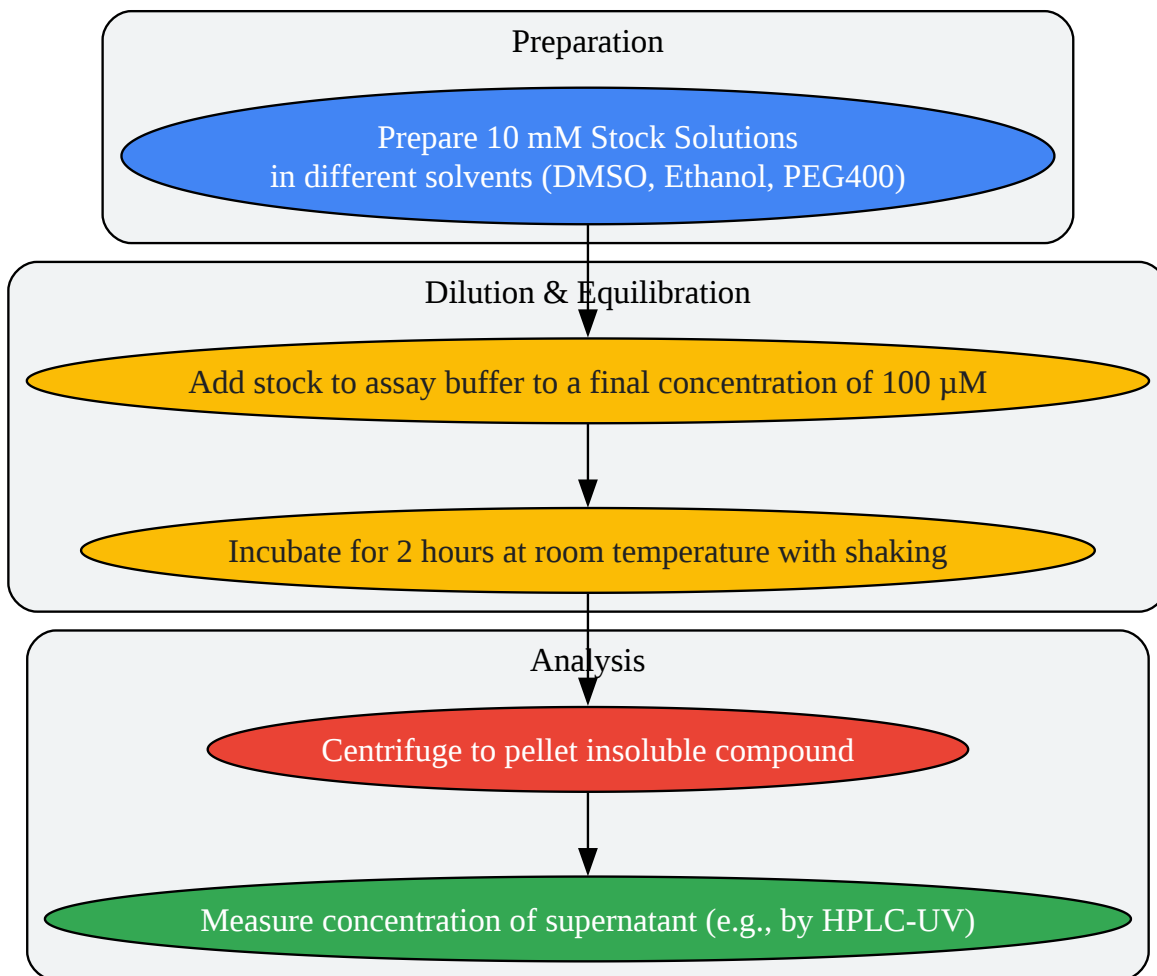 Preparation
Prepare 10 mM Stock Solutions
in different solvents (DMSO, Ethanol, PEG400)
Dilution & Equilibration
Add stock to assay buffer to a final concentration of 100 µM
Incubate for 2 hours at room temperature with shaking
Analysis
Centrifuge to pellet insoluble compound
Measure concentration of supernatant (e.g., by HPLC-UV)